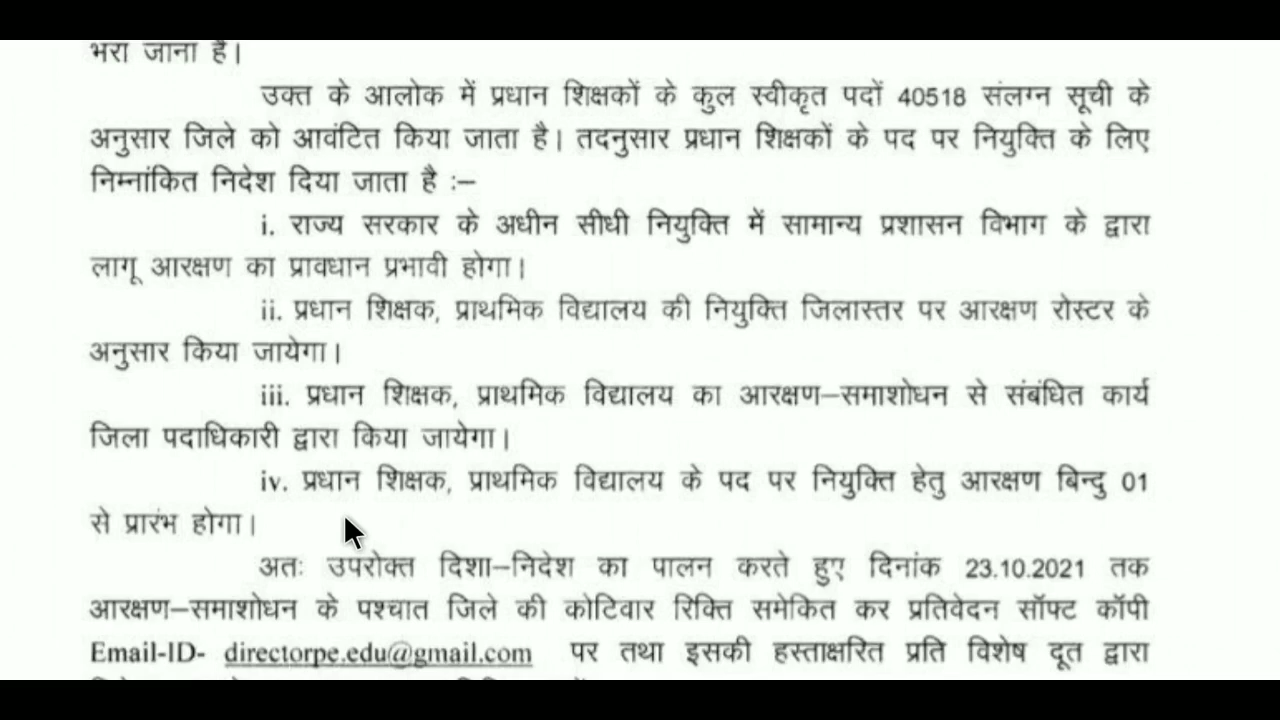 भरा जाना है।
उक्त के आलोक में प्रधान शिक्षकों के कुल स्वीकृत पदों 40518 संलग्न सूची के
अनुसार जिले को आवंटित किया जाता है। तदनुसार प्रधान शिक्षकों के पद पर नियुक्ति के लिए
निम्नांकित निदेश दिया जाता है :–
i. राज्य सरकार के अधीन सीधी नियुक्ति में सामान्य प्रशासन विभाग के द्वारा
लागू आरक्षण का प्रावधान प्रभावी होगा।
ii. प्रधान शिक्षक, प्राथमिक विद्यालय की नियुक्ति जिलास्तर पर आरक्षण रोस्टर के
अनुसार किया जायेगा।
iii. प्रधान शिक्षक, प्राथमिक विद्यालय का आरक्षण–समाशोधन से संबंधित कार्य
जिला पदाधिकारी द्वारा किया जायेगा।
iv. प्रधान शिक्षक, प्राथमिक विद्यालय के पद पर नियुक्ति हेतु आरक्षण बिन्दु 01
से प्रारंभ होगा।
अतः उपरोक्त दिशा–निदेश का पालन करते हुए दिनांक 23.10.2021 तक
आरक्षण–समाशोधन के पश्चात जिले की कोटिवार रिक्ति समेकित कर प्रतिवेदन सॉफ्ट कॉपी
Email-ID- directorpe.edu@gmail.com पर तथा इसकी हस्ताक्षरित प्रति विशेष दूत द्वारा